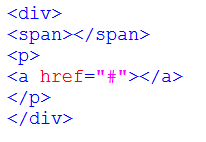 <div>
<span></span>
<p>
<a href="#"></a>
</p>
</div>